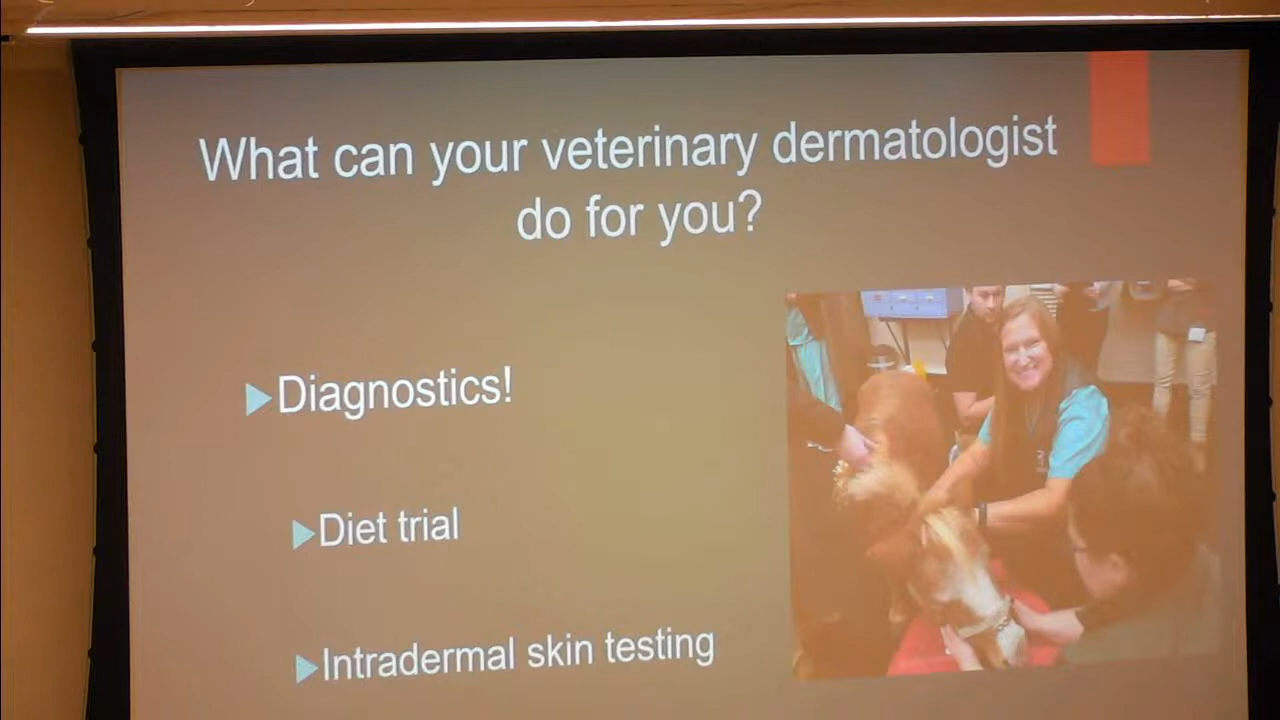 What can your veterinary dermatologist
do for you?
Diagnostics!
Diet trial
Intradermal skin testing